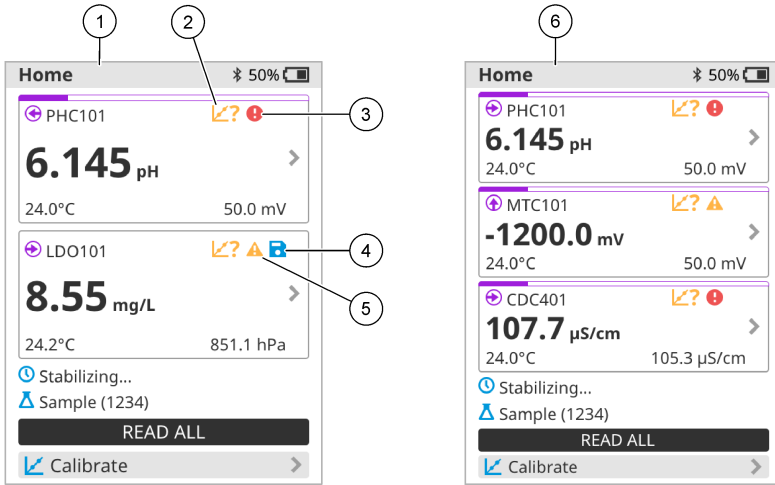 1
2
Home 50%
PHC101 ?
3
6.145 pH
24.0°C 50.0 mV
LDO101 ?
4
8.55 mg/L
5
24.2°C 851.1 hPa
Stabilizing...
Sample (1234)
READ ALL
Calibrate
6
Home 50%
PHC101 ?
6.145 pH
24.0°C 50.0 mV
MTC101 ?
-1200.0 mV
24.0°C 50.0 mV
CDC401 ?
107.7 µS/cm
24.0°C 105.3 µS/cm
Stabilizing...
Sample (1234)
READ ALL
Calibrate